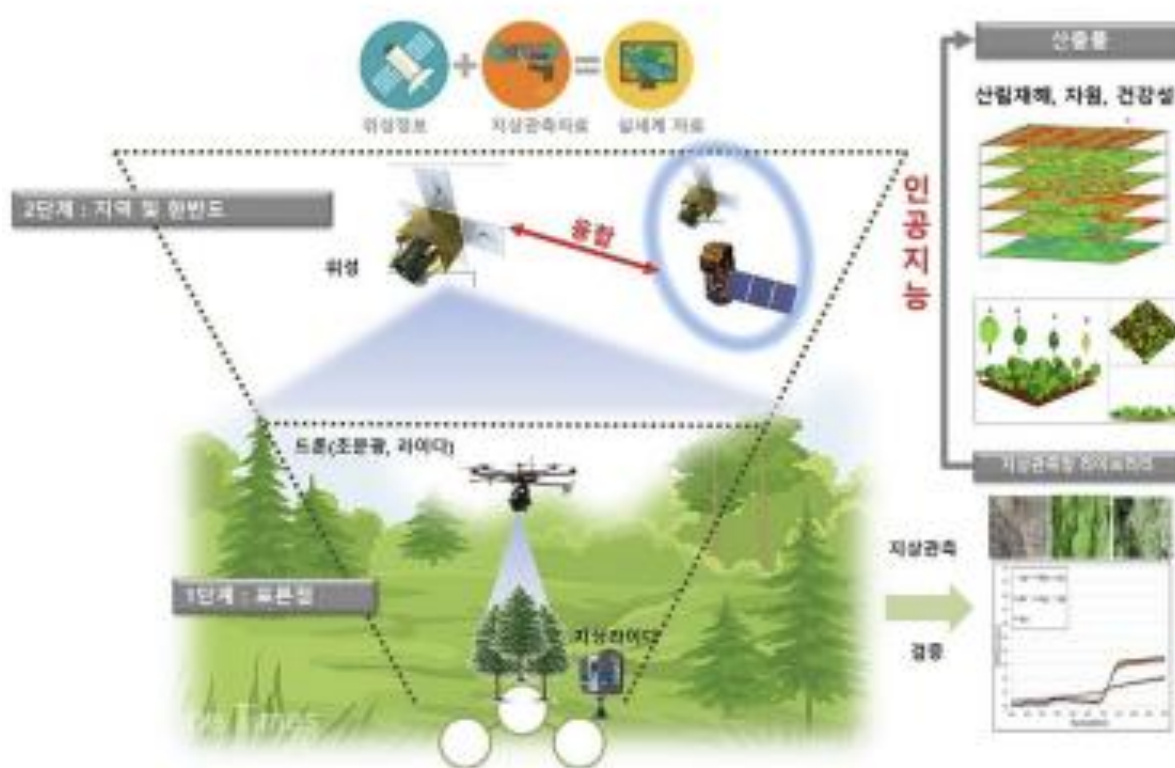 위성정보
지상관측자료
실세계 자료
산출물
산림재해, 자원, 건강성
2단계 : 지역 및 한반도
위성
융합
인공지능
드론(초분광, 라이다)
지상관측
검증
1단계 : 표본점
지상라이다
Times